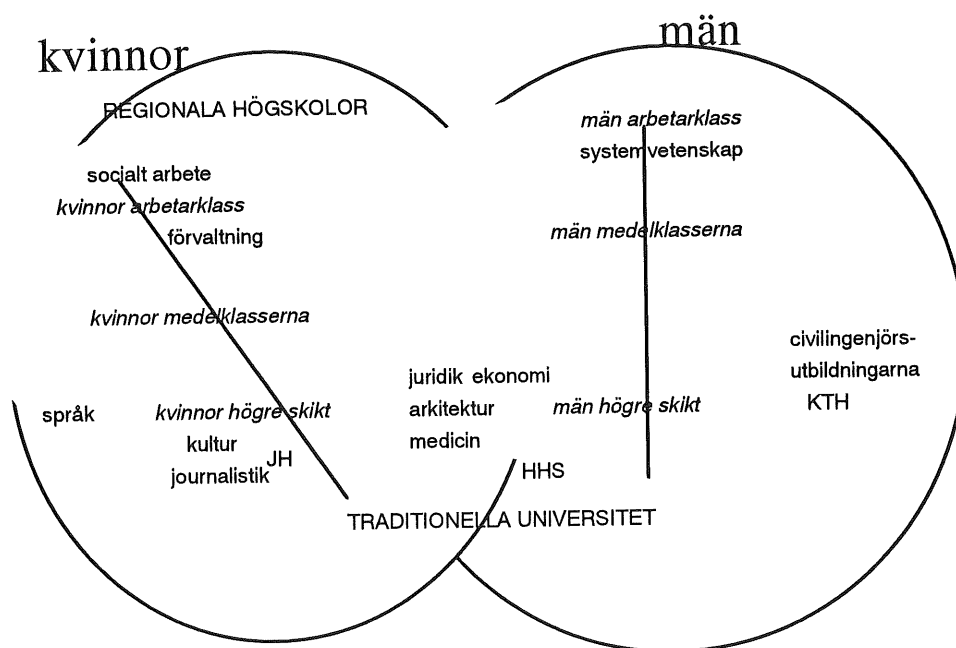 kvinnor
män
REGIONALA HÖGSKOLOR
män arbetarklass
systemvetenskap
socialt arbete
kvinnor arbetarklass
förvaltning
män medelklasserna
kvinnor medelklasserna
civilingenjörs-
utbildningarna
KTH
juridik ekonomi
arkitektur
medicin
män högre skikt
språk
kvinnor högre skikt
kultur
JH
journalistik
HHS
TRADITIONELLA UNIVERSITET